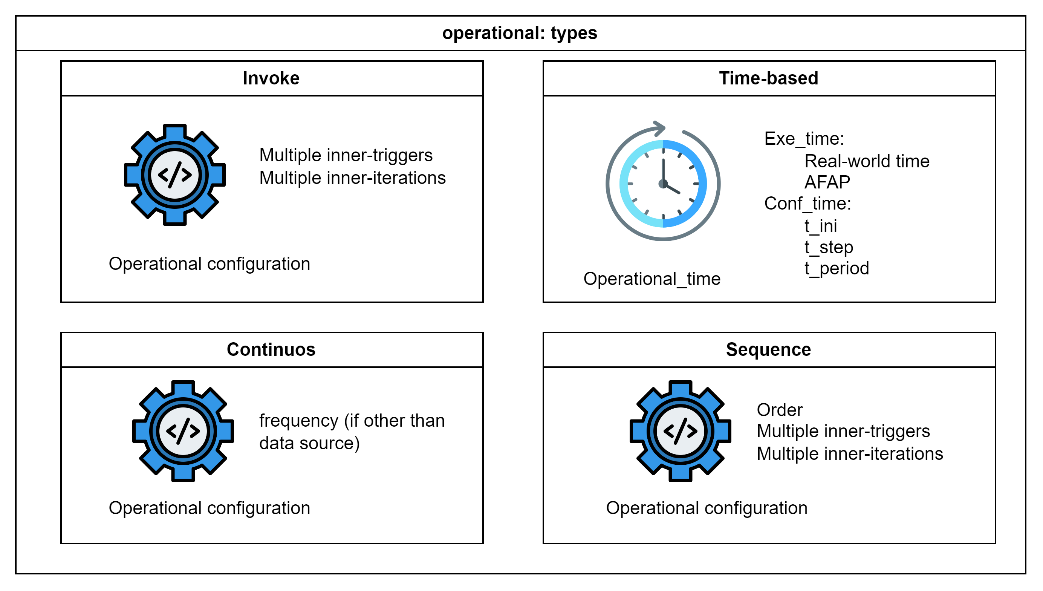 operational: types
Invoke
</>
Multiple inner-triggers
Multiple inner-iterations
Operational configuration
Time-based
Exe_time:
Real-world time
AFAP
Conf_time:
t_ini
t_step
t_period
Operational_time
Continuos
</>
frequency (if other than
data source)
Operational configuration
Sequence
</>
Order
Multiple inner-triggers
Multiple inner-iterations
Operational configuration